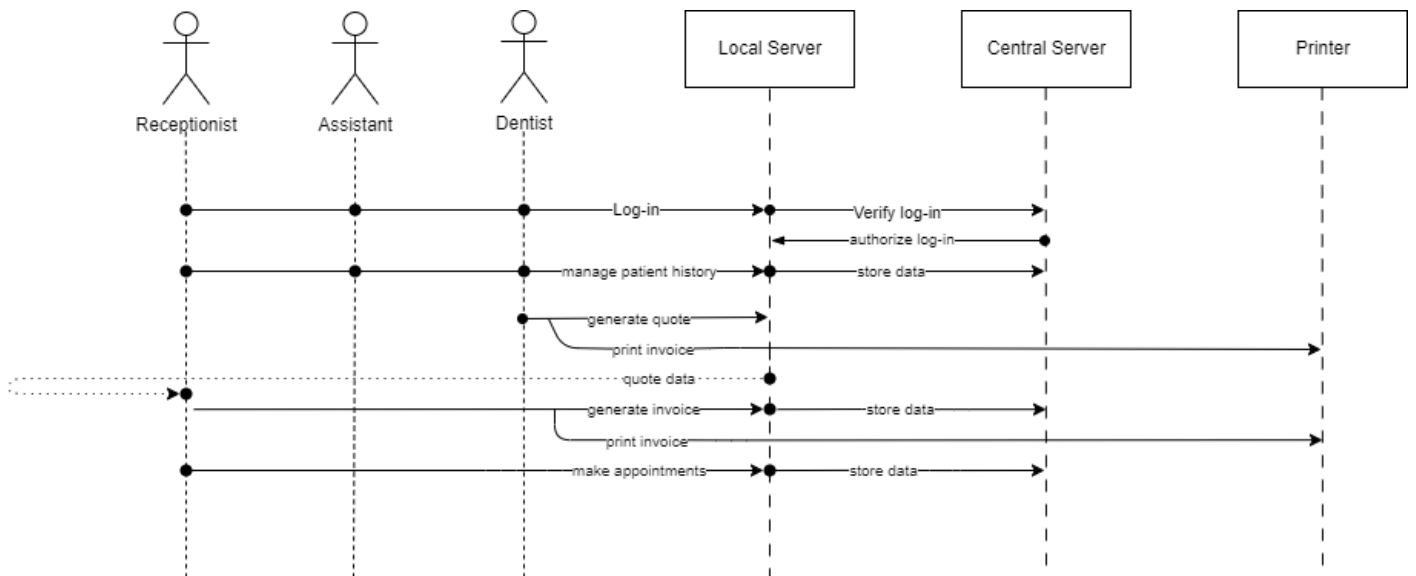 Local Server
Central Server
Printer
Receptionist
Assistant
Dentist
Log-in
Verify log-in
authorize log-in
manage patient history
store data
generate quote
print invoice
quote data
generate invoice
store data
print invoice
make appointments
store data